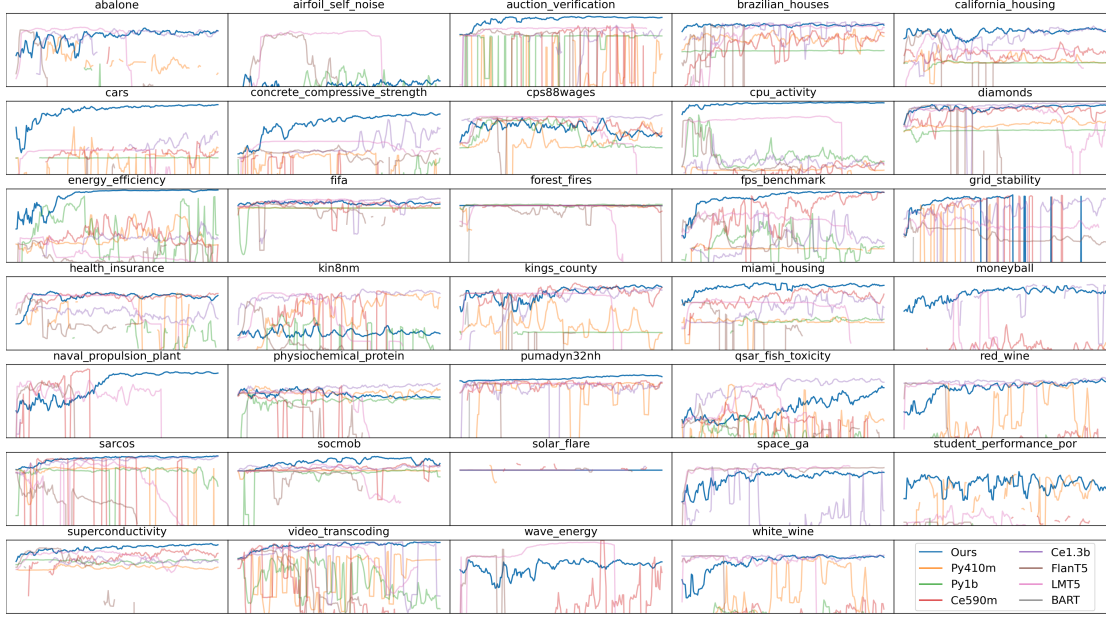 abalone airfoil_self_noise auction_verification brazilian_houses california_housing
cars concrete_compressive_strength cps88wages cpu_activity diamonds
energy_efficiency fifa forest_fires fps_benchmark grid_stability
health_insurance kin8nm kings_county miami_housing moneyball
naval_propulsion_plant physiochemical_protein pumadyn32nh qsar_fish_toxicity red_wine
sarcos socmob solar_flare space_ga student_performance_por
superconductivity video_transcoding wave_energy white_wine
Ours Ce1.3b
Py410m FlanT5
Py1b LMT5
Ce590m BART